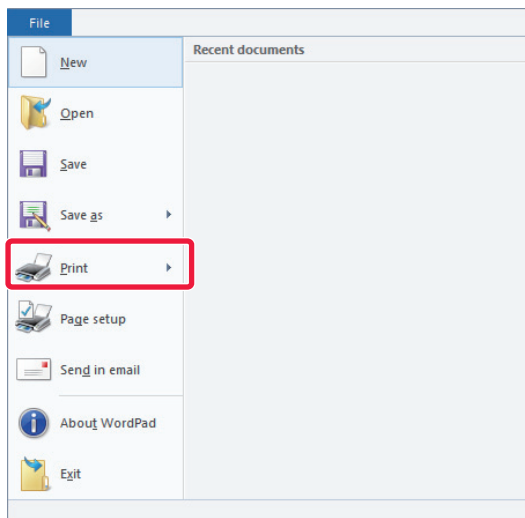 File
New
Recent documents
Open
Save
Save as
Print
Page setup
Send in email
About WordPad
Exit